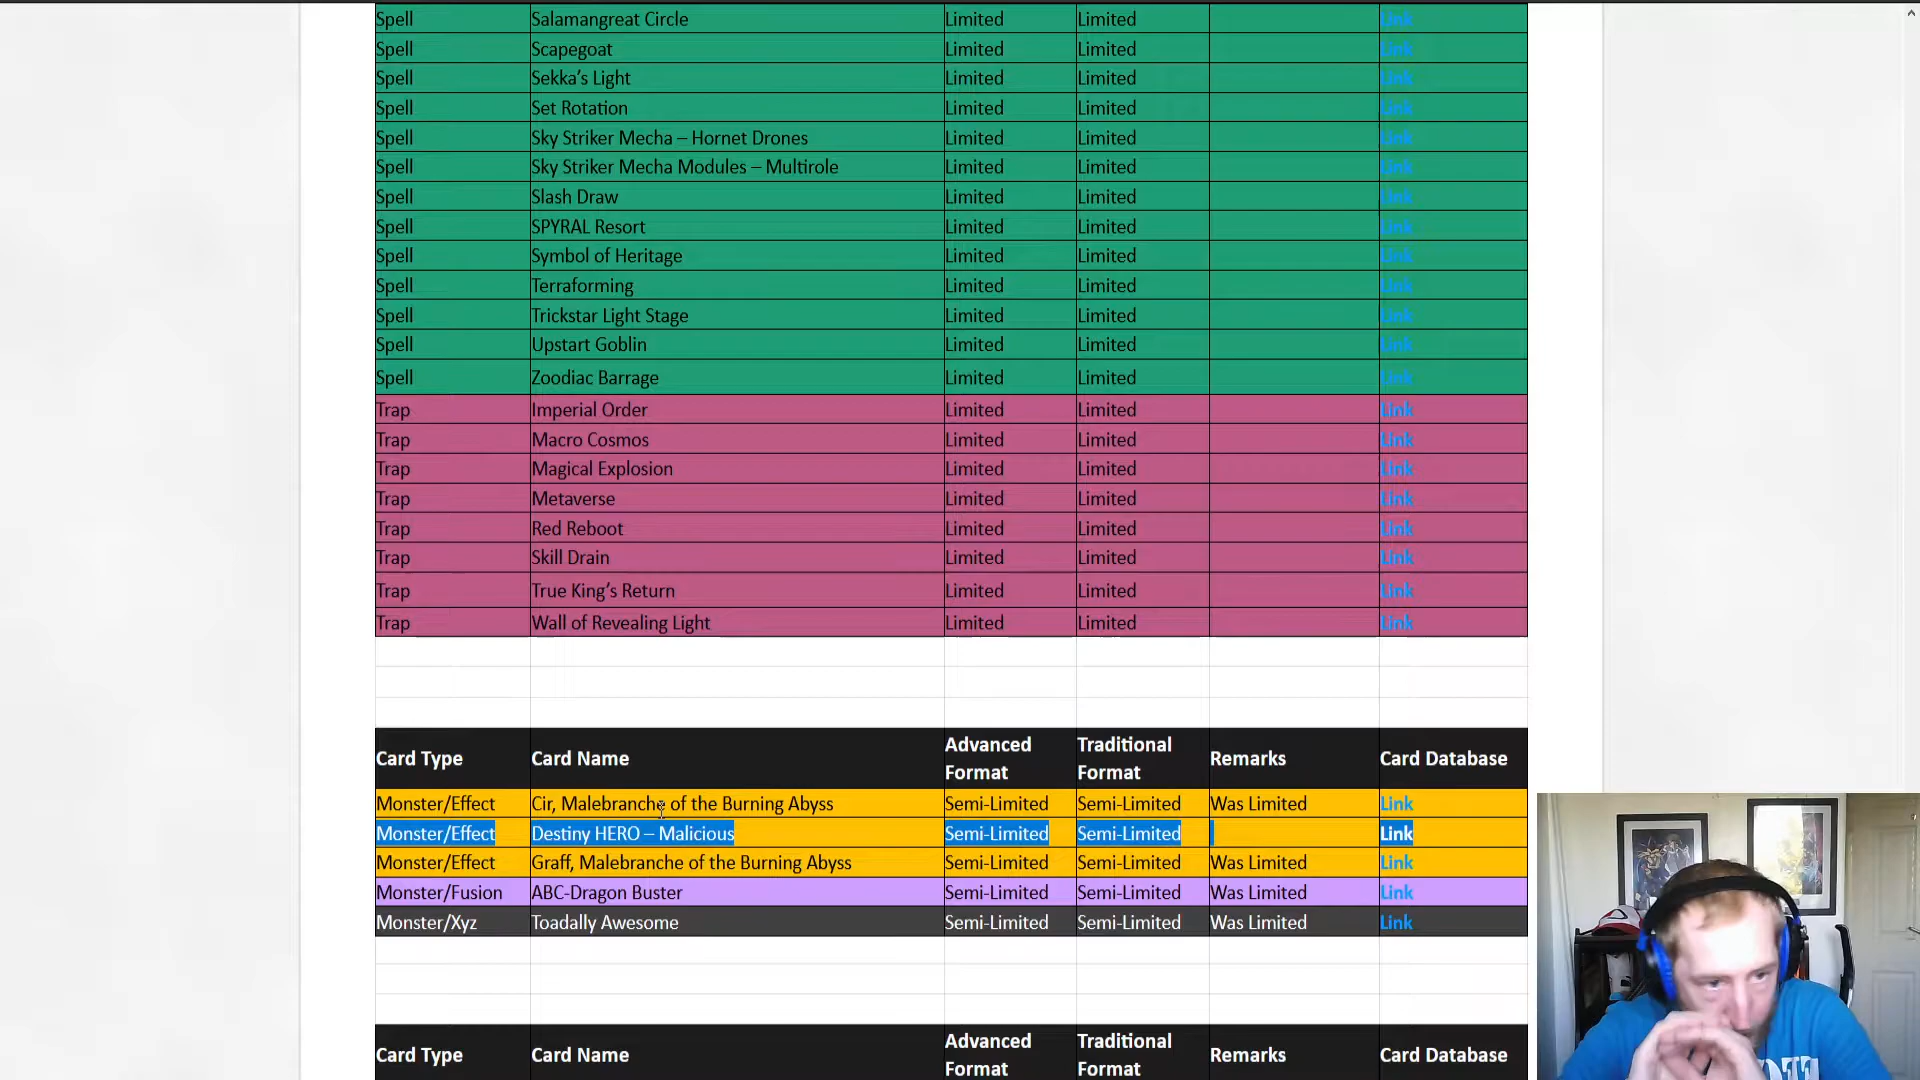 Spell Salamangreat Circle Limited Limited Link
Spell Scapegoat Limited Limited Link
Spell Sekka’s Light Limited Limited Link
Spell Set Rotation Limited Limited Link
Spell Sky Striker Mecha – Hornet Drones Limited Limited Link
Spell Sky Striker Mecha Modules – Multirole Limited Limited Link
Spell Slash Draw Limited Limited Link
Spell SPYRAL Resort Limited Limited Link
Spell Symbol of Heritage Limited Limited Link
Spell Terraforming Limited Limited Link
Spell Trickstar Light Stage Limited Limited Link
Spell Upstart Goblin Limited Limited Link
Spell Zoodiac Barrage Limited Limited Link
Trap Imperial Order Limited Limited Link
Trap Macro Cosmos Limited Limited Link
Trap Magical Explosion Limited Limited Link
Trap Metaverse Limited Limited Link
Trap Red Reboot Limited Limited Link
Trap Skill Drain Limited Limited Link
Trap True King’s Return Limited Limited Link
Trap Wall of Revealing Light Limited Limited Link
Card Type Card Name Advanced Format Traditional Format Remarks Card Database
Monster/Effect Cir, Malebranche of the Burning Abyss Semi-Limited Semi-Limited Was Limited Link
Monster/Effect Destiny HERO – Malicious Semi-Limited Semi-Limited Link
Monster/Effect Graff, Malebranche of the Burning Abyss Semi-Limited Semi-Limited Was Limited Link
Monster/Fusion ABC-Dragon Buster Semi-Limited Semi-Limited Was Limited Link
Monster/Xyz Toadally Awesome Semi-Limited Semi-Limited Was Limited Link
Card Type Card Name Advanced Format Traditional Format Remarks Card Database